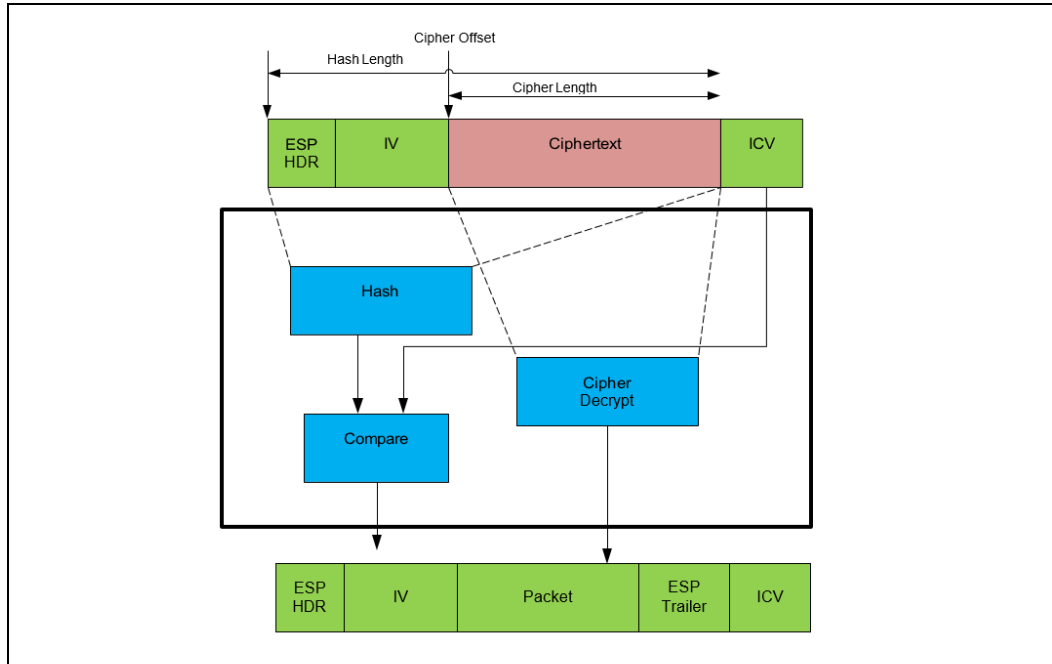 Cipher Offset
Hash Length
Cipher Length
ESP
HDR
IV
Ciphertext
ICV
Hash
Cipher
Decrypt
Compare
ESP
HDR
IV
Packet
ESP
Trailer
ICV